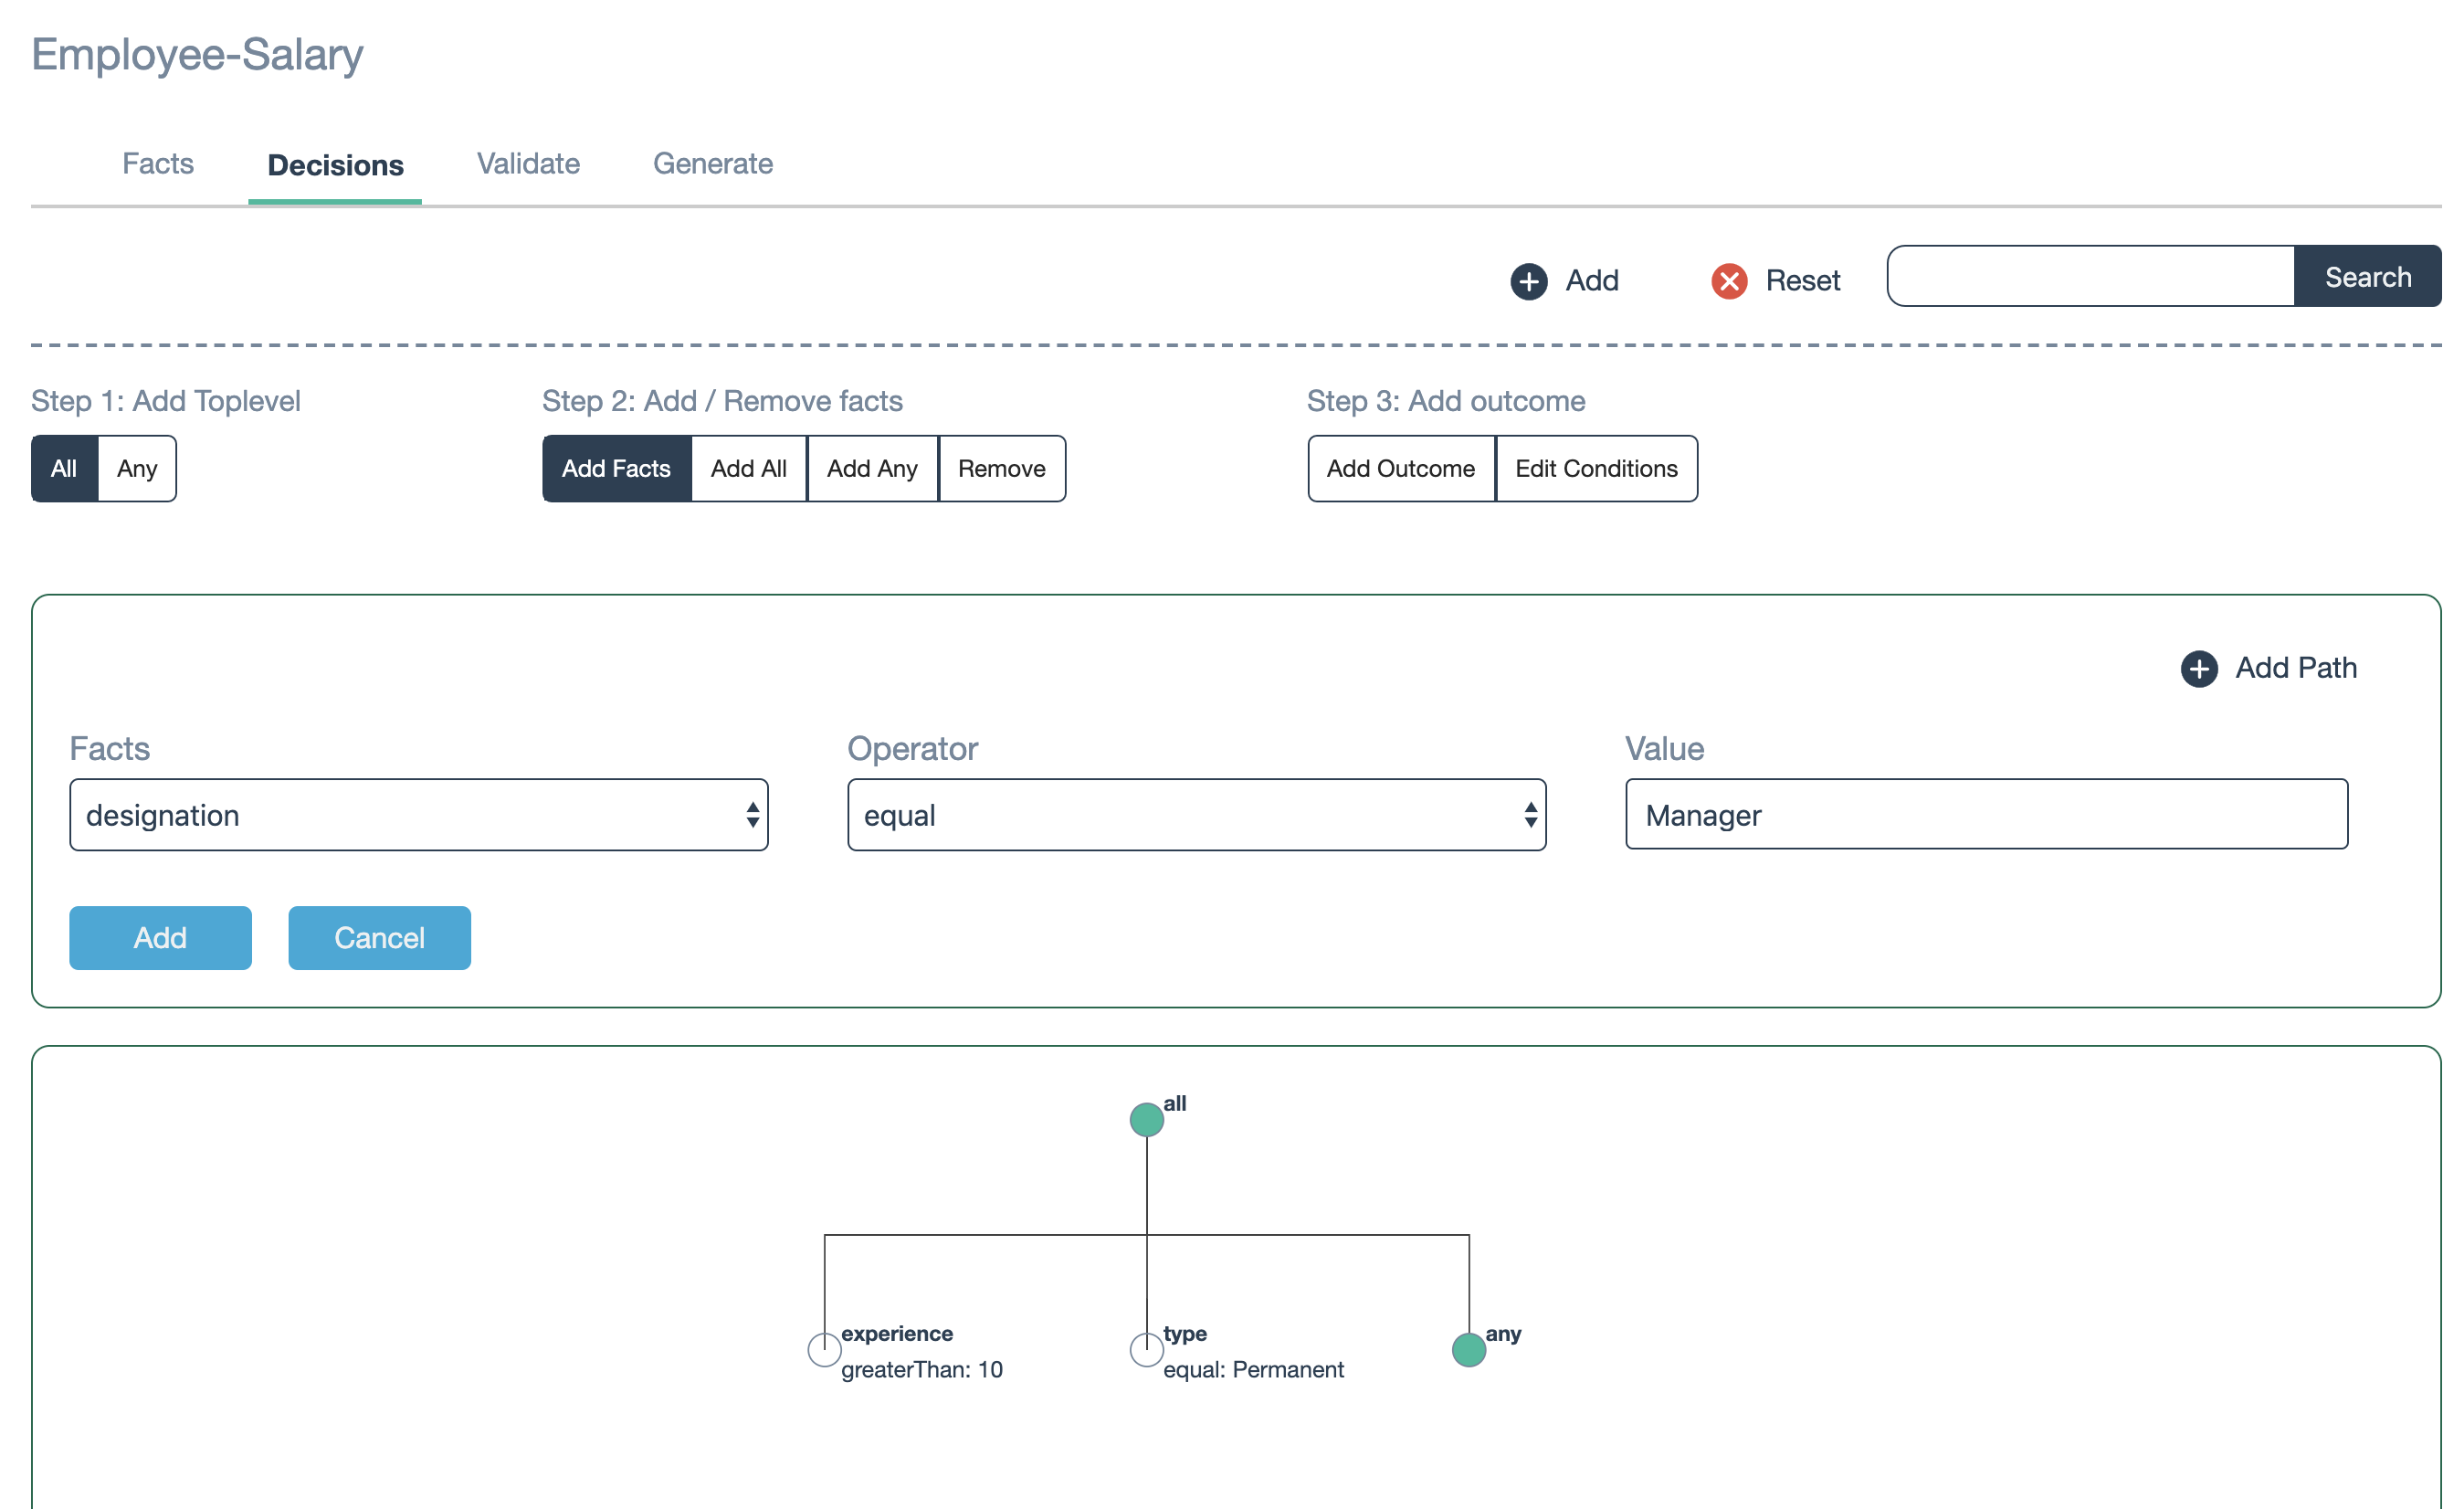 Employee-Salary
Facts Decisions Validate Generate
Add Reset Search
Step 1: Add Toplevel Step 2: Add / Remove facts Step 3: Add outcome
All Any Add Facts Add All Add Any Remove Add Outcome Edit Conditions
Add Path
Facts Operator Value
designation equal Manager
Add Cancel
all
experience type any
greaterThan: 10 equal: Permanent